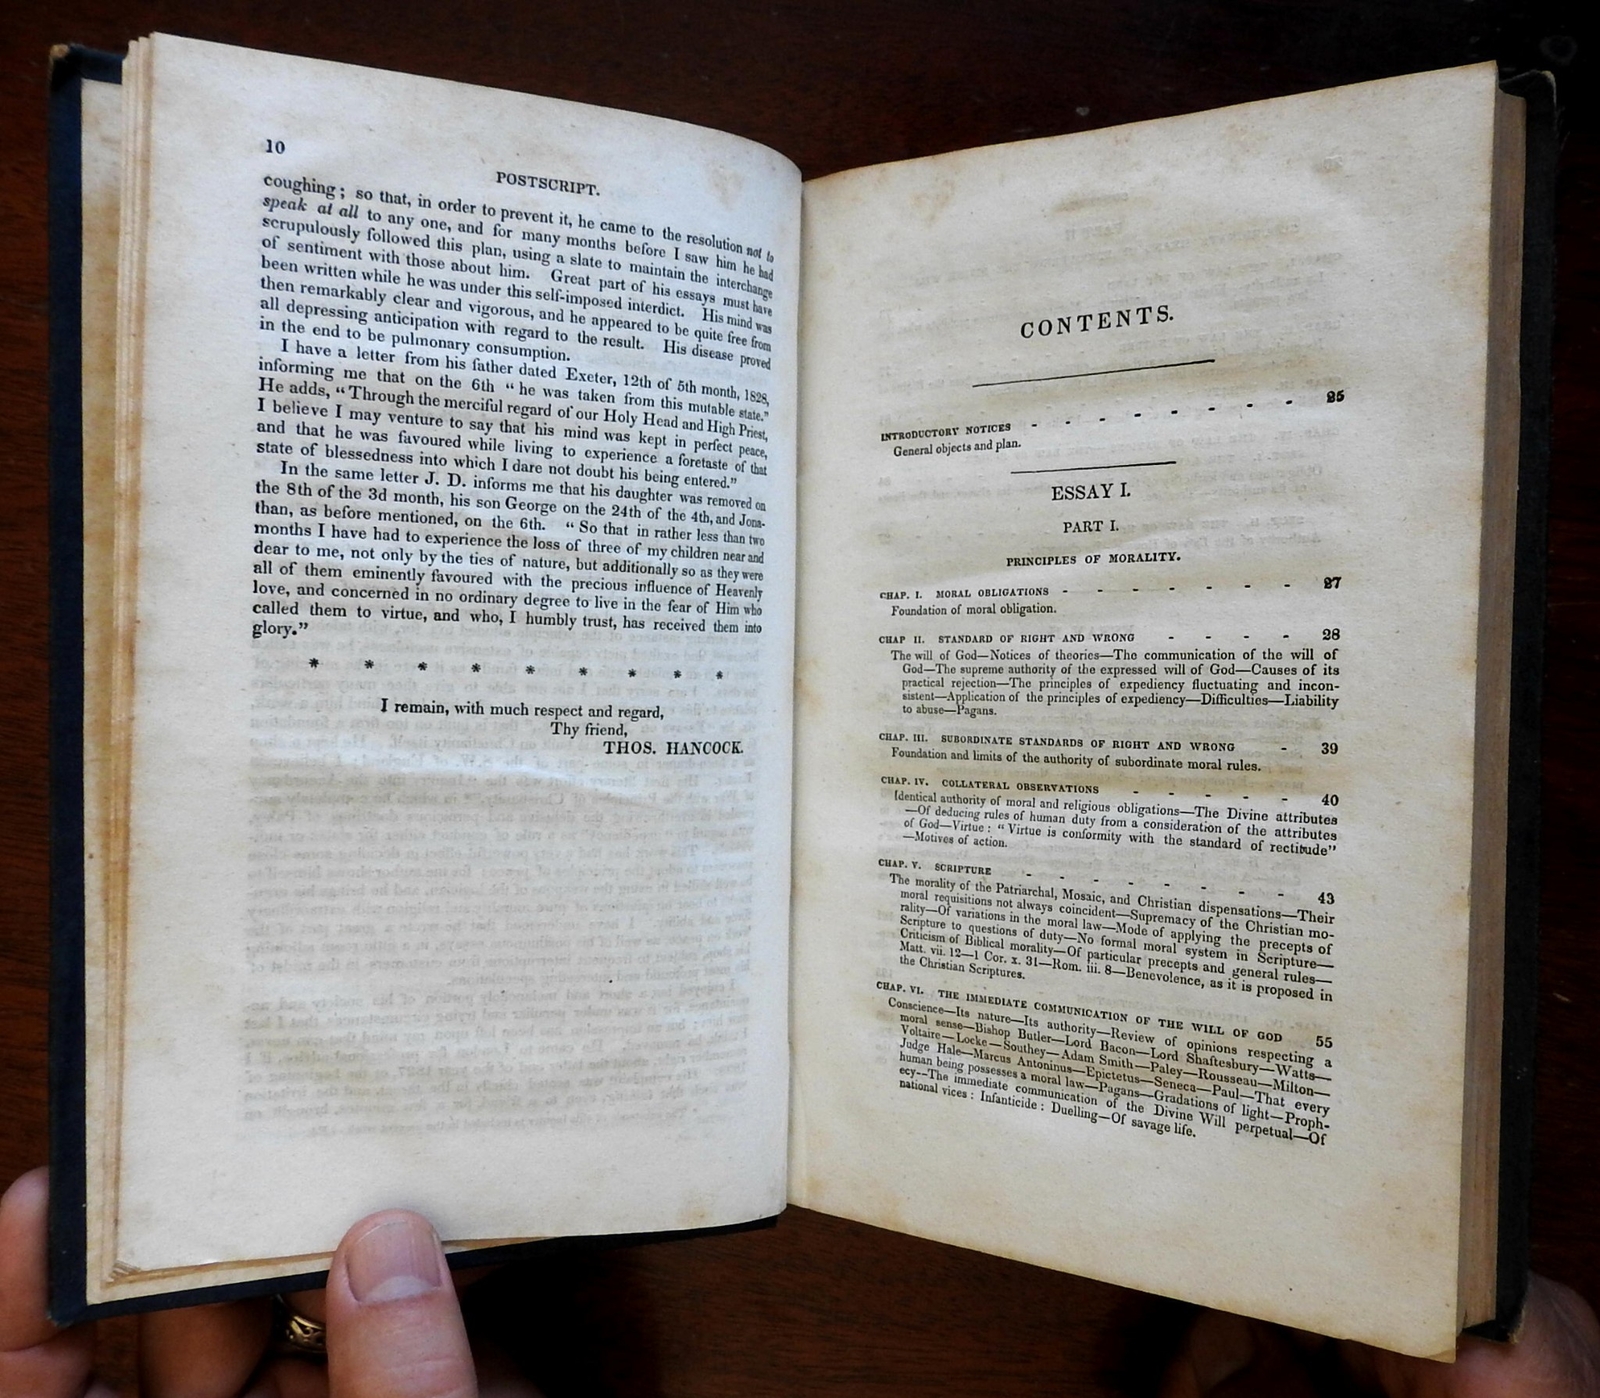 10
POSTSCRIPT.
coughing; so that, in order to prevent it, he came to the resolution not to
speak at all to any one, and for many months before I saw him he had
scrupulously followed this plan, using a slate to maintain the interchange
of sentiment with those about him. Great part of his essays must have
been written while he was under this self-imposed interdict. His mind was
then remarkably clear and vigorous, and he appeared to be quite free from
all depressing anticipation with regard to the result. His disease proved
in the end to be pulmonary consumption.
I have a letter from his father dated Exeter, 12th of 5th month, 1828,
informing me that on the 6th "he was taken from this mutable state."
He adds, "Through the merciful regard of our Holy Head and High Priest,
I believe I may venture to say that his mind was kept in perfect peace,
and that he was favoured while living to experience a foretaste of that
state of blessedness into which I dare not doubt his being entered."
In the same letter J. D. informs me that his daughter was removed on
the 8th of the 3d month, his son George on the 24th of the 4th, and Jona-
than, as before mentioned, on the 6th. "So that in rather less than two
months I have had to experience the loss of three of my children near and
dear to me, not only by the ties of nature, but additionally so as they were
all of them eminently favoured with the precious influence of Heavenly
love, and concerned in no ordinary degree to live in the fear of Him who
called them to virtue, and who, I humbly trust, has received them into
glory."
* * * * * * * * *
I remain, with much respect and regard,
Thy friend,
THOS. HANCOCK.
CONTENTS.
INTRODUCTORY NOTICES - - - - - - - - 25
General objects and plan.
ESSAY I.
PART I.
PRINCIPLES OF MORALITY.
CHAP. I. MORAL OBLIGATIONS - - - - - - - 27
Foundation of moral obligation.
CHAP II. STANDARD OF RIGHT AND WRONG - - - - 28
The will of God—Notices of theories—The communication of the will of
God—The supreme authority of the expressed will of God—Causes of its
practical rejection—The principles of expediency fluctuating and incon-
sistent—Application of the principles of expediency—Difficulties—Liability
to abuse—Pagans.
CHAP. III. SUBORDINATE STANDARDS OF RIGHT AND WRONG - 39
Foundation and limits of the authority of subordinate moral rules.
CHAP. IV. COLLATERAL OBSERVATIONS - - - - - 40
Identical authority of moral and religious obligations—The Divine attributes
—Of deducing rules of human duty from a consideration of the attributes
of God—Virtue: "Virtue is conformity with the standard of rectitude"
—Motives of action.
CHAP. V. SCRIPTURE - - - - - - - - 43
The morality of the Patriarchal, Mosaic, and Christian dispensations—Their
moral requisitions not always coincident—Supremacy of the Christian mo-
rality—Of variations in the moral law—Mode of applying the precepts of
Scripture to questions of duty—No formal moral system in Scripture—
Criticism of Biblical morality—Of particular precepts and general rules—
Matt. vii. 12—1 Cor. x. 31—Rom. iii. 8—Benevolence, as it is proposed in
the Christian Scriptures.
CHAP. VI. THE IMMEDIATE COMMUNICATION OF THE WILL OF GOD 55
Conscience—Its nature—Its authority—Review of opinions respecting a
moral sense—Bishop Butler—Lord Bacon—Lord Shaftesbury—Watts—
Voltaire—Locke—Southey—Adam Smith—Paley—Rousseau—Milton—
Judge Hale—Marcus Antoninus—Epictetus—Seneca—Paul—That every
human being possesses a moral law—Pagans—Gradations of light—Proph-
ecy--The immediate communication of the Divine Will perpetual—Of
national vices: Infanticide: Duelling—Of savage life.